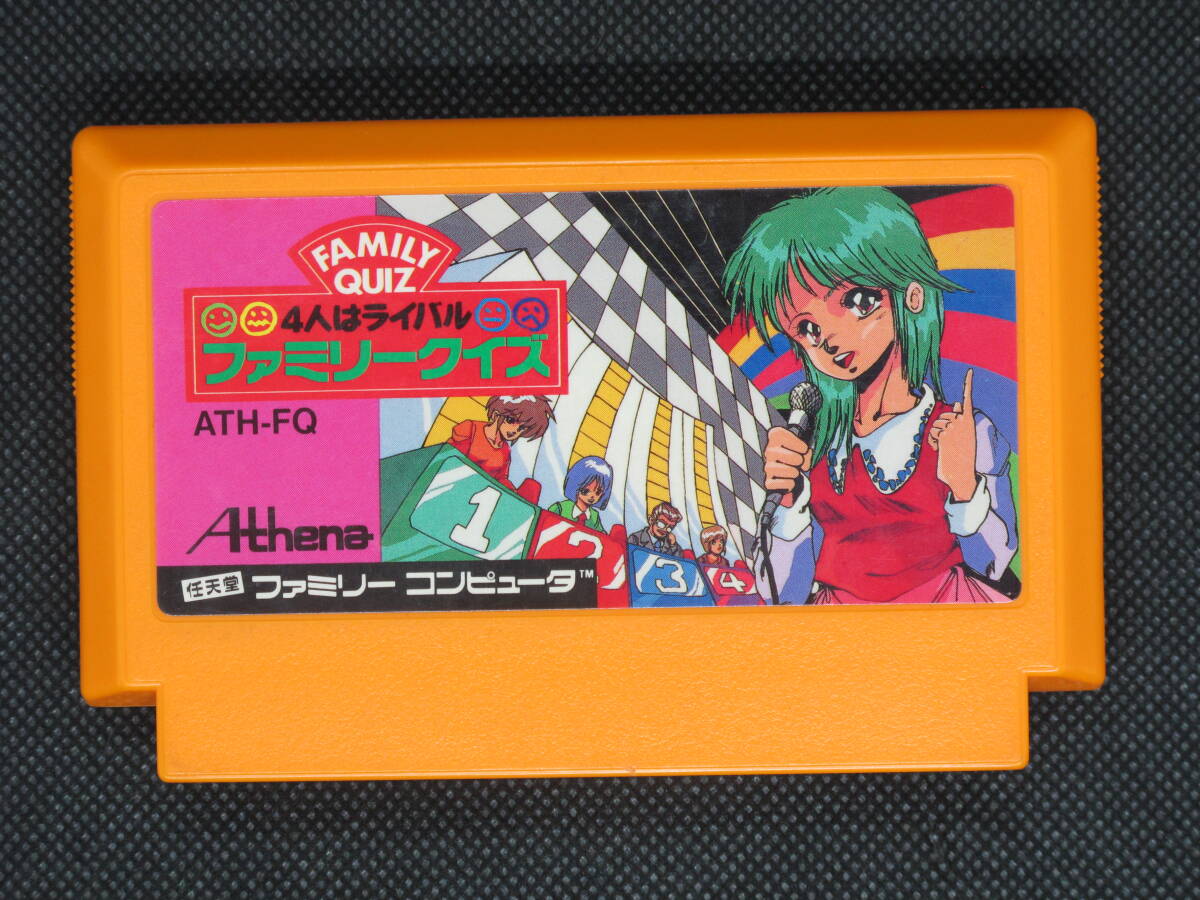 FAMILY
QUIZ
4人はライバル
ファミリークイズ
ATH-FQ
Athena
任天堂 ファミリー コンピュータ™
1
2
3
4